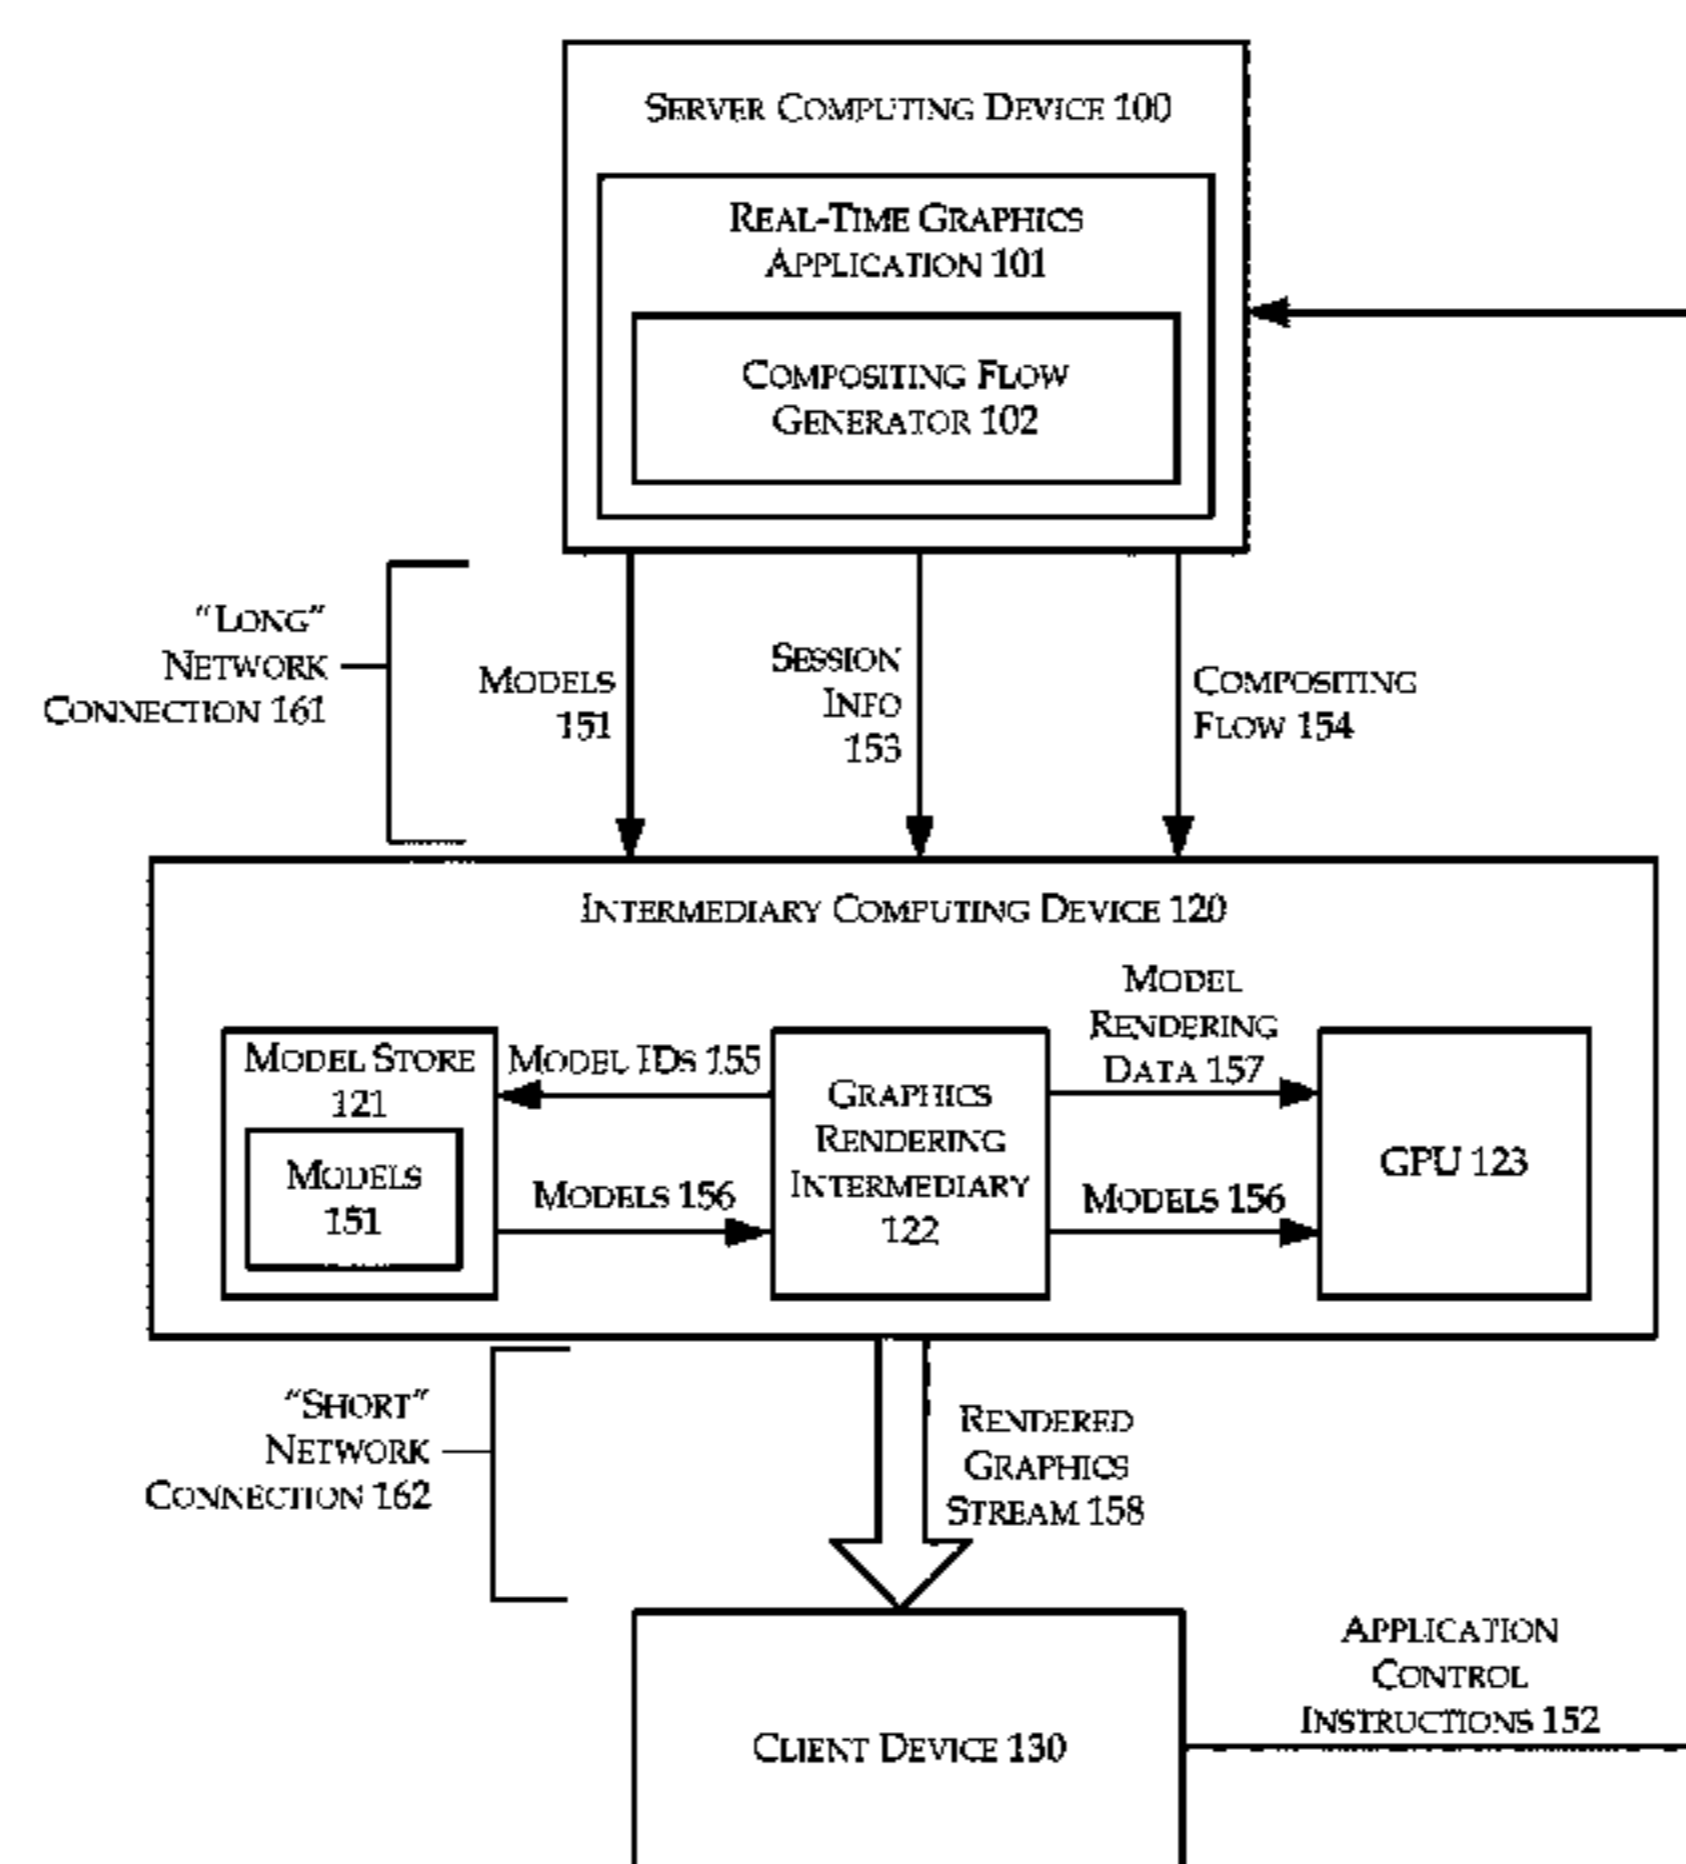 SERVER COMPUTING DEVICE 100
REAL-TIME GRAPHICS
APPLICATION 101
COMPOSITING FLOW
GENERATOR 102
"LONG"
NETWORK
CONNECTION 161
MODELS
151
SESSION
INFO
153
COMPOSITING
FLOW 154
INTERMEDIARY COMPUTING DEVICE 120
MODEL STORE
121
MODELS
151
MODEL IDS 155
MODELS 156
GRAPHICS
RENDERING
INTERMEDIARY
122
MODEL
RENDERING
DATA 157
MODELS 156
GPU 123
"SHORT"
NETWORK
CONNECTION 162
RENDERED
GRAPHICS
STREAM 158
CLIENT DEVICE 130
APPLICATION
CONTROL
INSTRUCTIONS 152